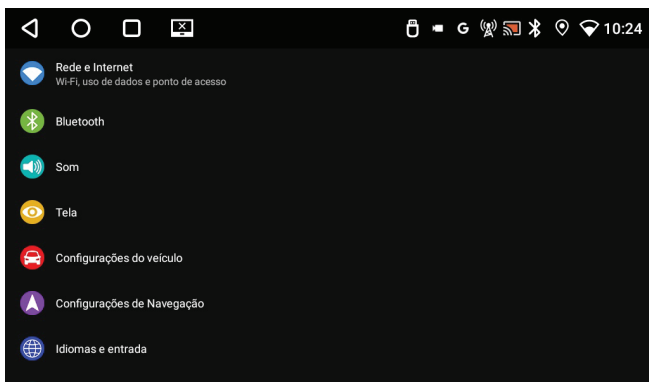 G 10:24
Rede e Internet
Wi-Fi, uso de dados e ponto de acesso
Bluetooth
Som
Tela
Configurações do veículo
Configurações de Navegação
Idiomas e entrada